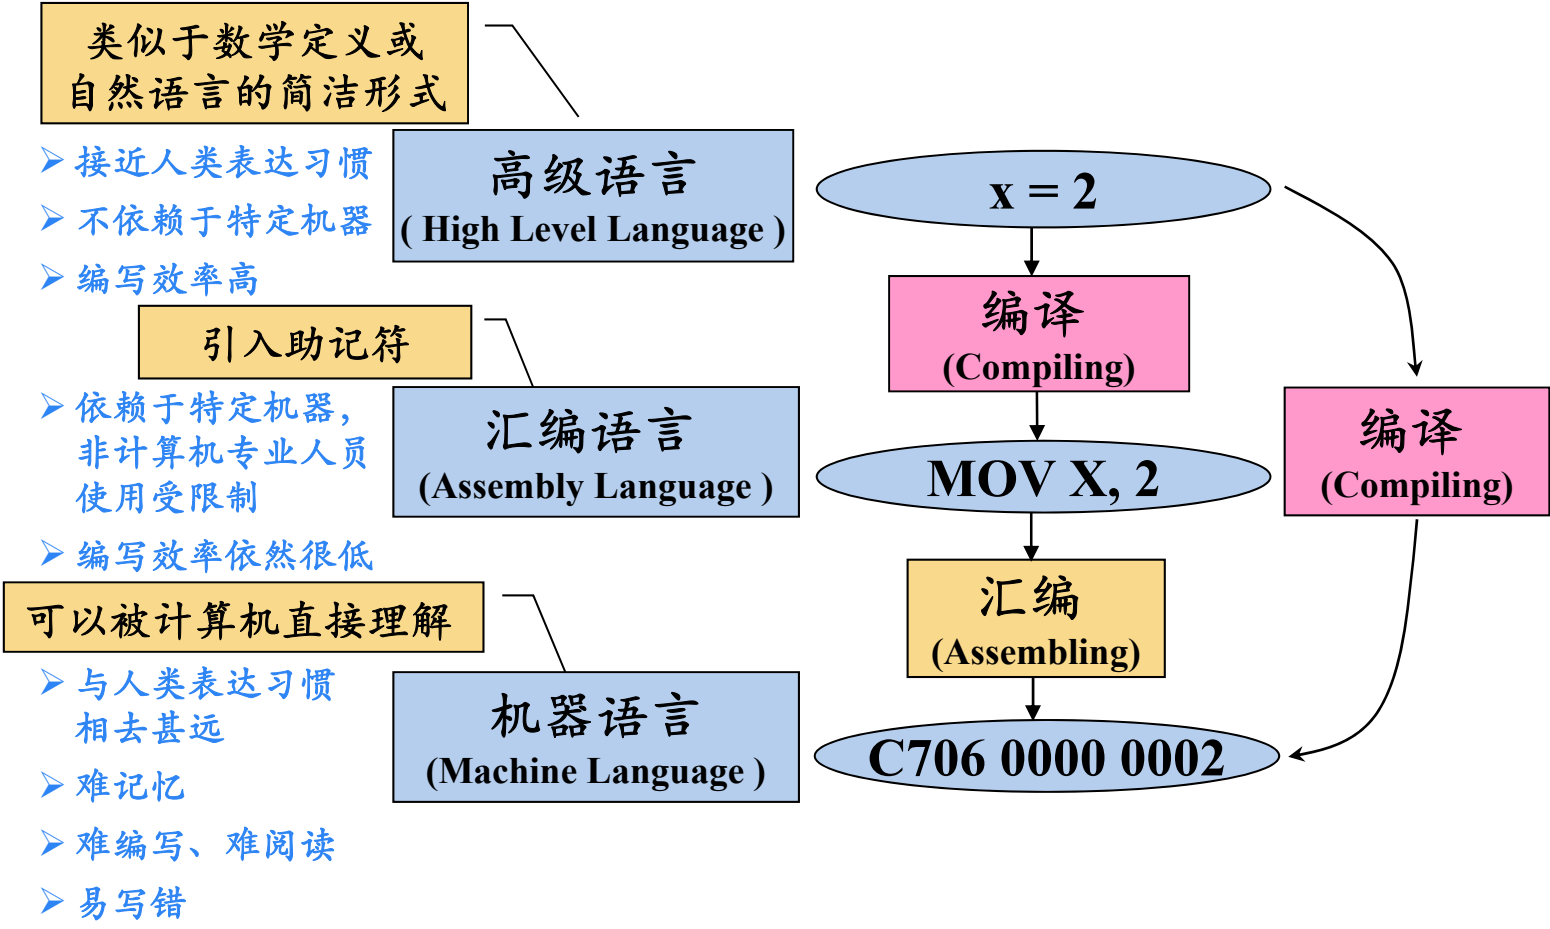 类似于数学定义或
自然语言的简洁形式
➢ 接近人类表达习惯
➢ 不依赖于特定机器
➢ 编写效率高
高级语言
( High Level Language )
引入助记符
➢ 依赖于特定机器，
非计算机专业人员
使用受限制
➢ 编写效率依然很低
汇编语言
(Assembly Language )
可以被计算机直接理解
➢ 与人类表达习惯
相去甚远
➢ 难记忆
➢ 难编写、难阅读
➢ 易写错
机器语言
(Machine Language )
x = 2
编译
(Compiling)
MOV X, 2
汇编
(Assembling)
C706 0000 0002
编译
(Compiling)